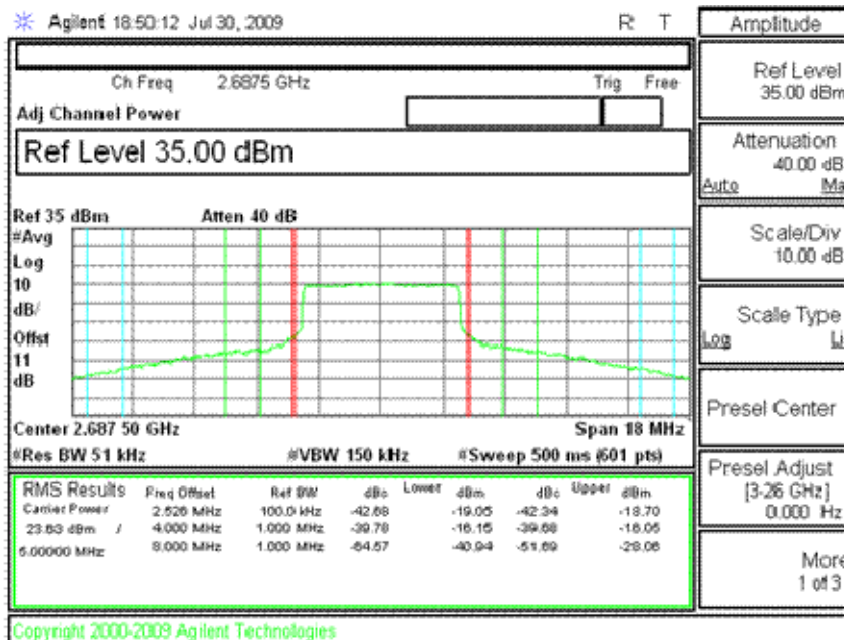 Agilent 18:50:12 Jul 30, 2009 R T
Ch Freq 2.6875 GHz Trig Free
Adj Channel Power
Ref Level 35.00 dBm
Ref 35 dBm Atten 40 dB
#Avg
Log
10
dB/
Offst
11
dB
Center 2.687 50 GHz Span 18 MHz
#Res BW 51 kHz #VBW 150 kHz #Sweep 500 ms (601 pts)
RMS Results Freq Offset Ref BW dBc Lower dBm dBc Upper dBm
Carrier Power 2.526 MHz 100.0 kHz -42.68 -19.05 -42.34 -18.70
23.63 dBm / 4.000 MHz 1.000 MHz -39.78 -16.15 -39.68 -16.05
5.00000 MHz 8.000 MHz 1.000 MHz -64.57 -40.94 -51.69 -28.06
Copyright 2000-2009 Agilent Technologies
Amplitude
Ref Level
35.00 dBm
Attenuation
40.00 dB
Auto Ma
Scale/Div
10.00 dB
Scale Type
Log Li
Presel Center
Presel Adjust
[3-26 GHz]
0.000 Hz
More
1 of 3